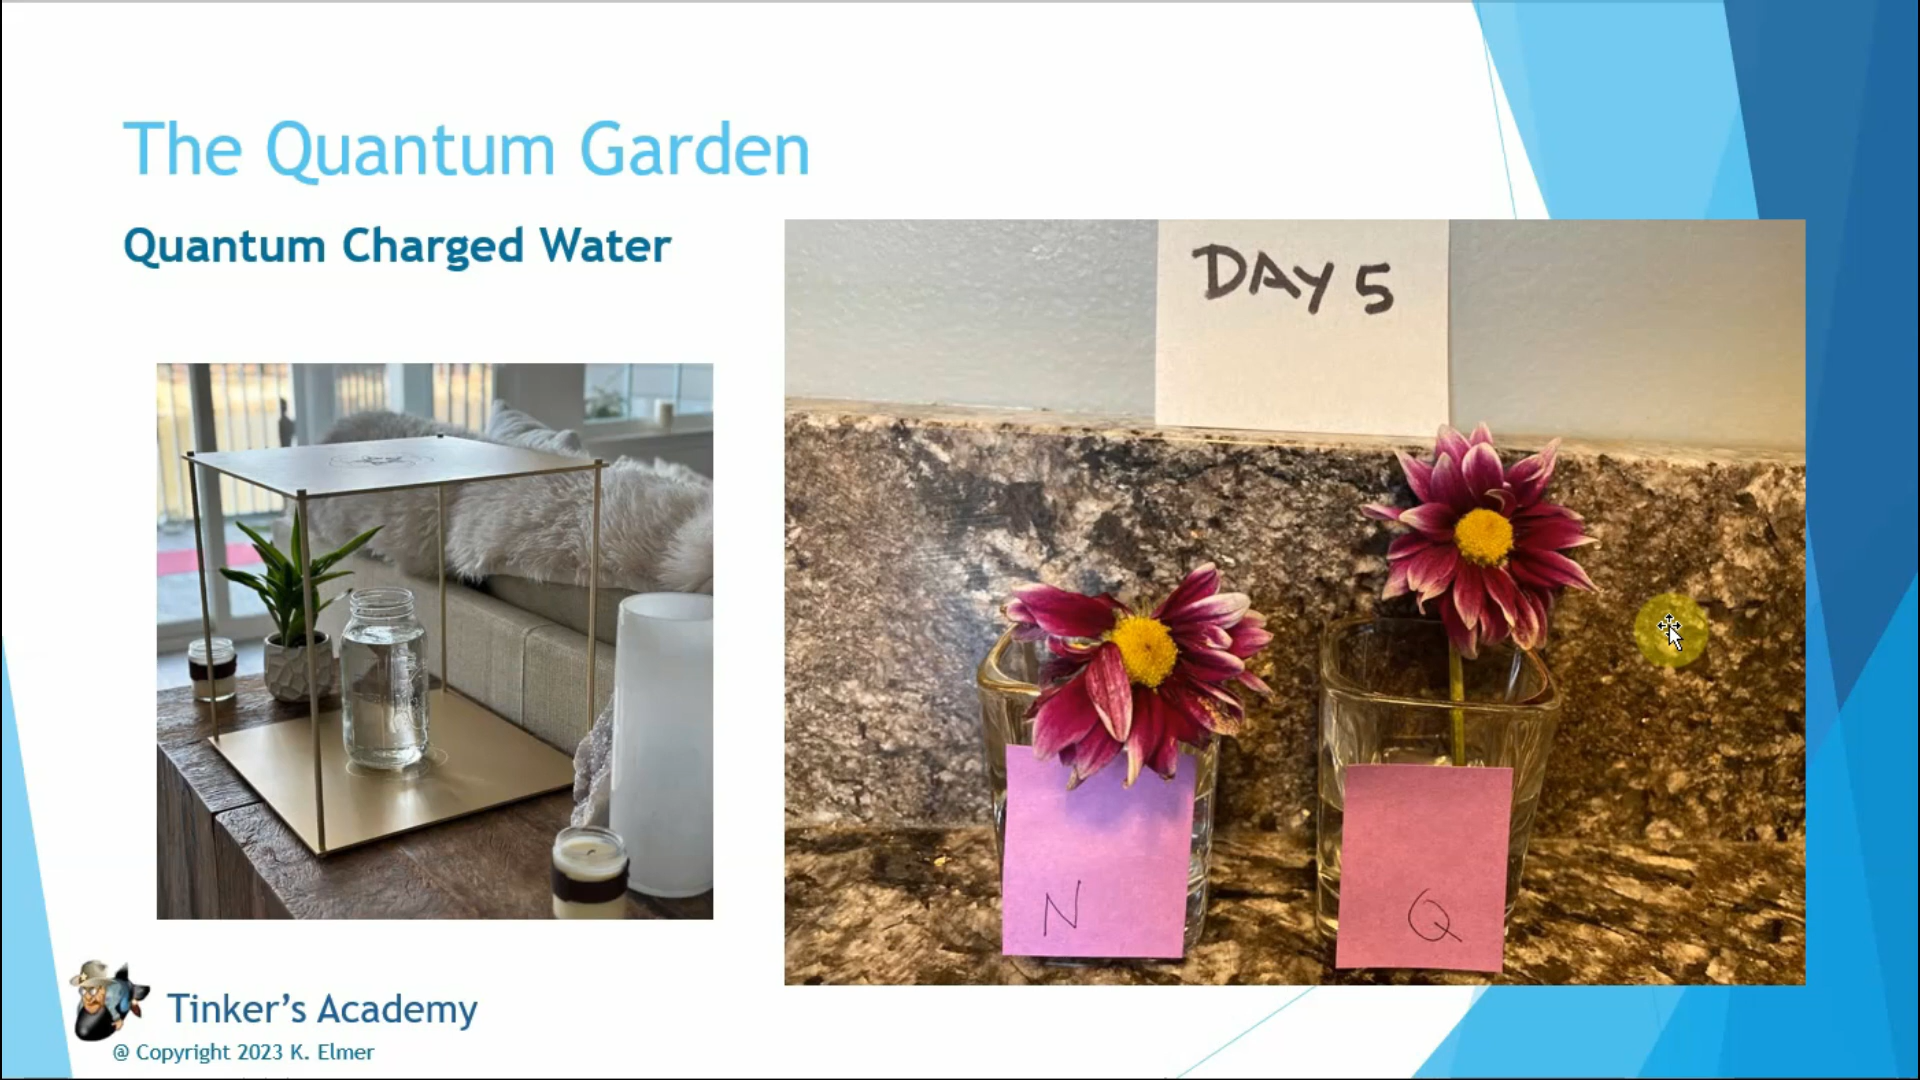 The Quantum Garden
Quantum Charged Water
DAY 5
N
Q
Tinker's Academy
@ Copyright 2023 K. Elmer